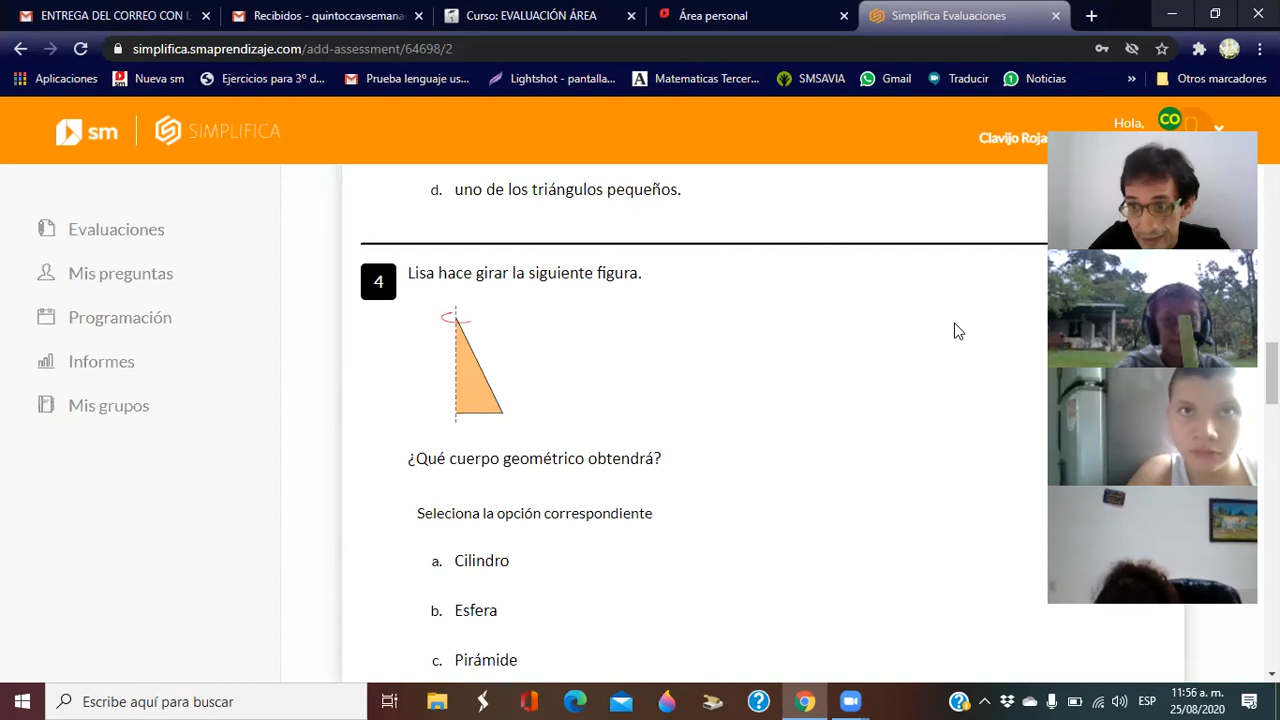 ENTREGA DEL CORREO CON L
Recibidos - quintoccavsemana
Curso: EVALUACIÓN ÁREA
Área personal
Simplifica Evaluaciones
simplifica.smaprendizaje.com/add-assessment/64698/2
Aplicaciones
Nueva sm
Ejercicios para 3º d...
Prueba lenguaje us...
Lightshot - pantalla...
Matematicas Tercer...
SMSAVIA
Gmail
Traducir
Noticias
»
Otros marcadores
sm
SIMPLIFICA
Hola,
CO
Clavijo Roja
Evaluaciones
Mis preguntas
Programación
Informes
Mis grupos
d. uno de los triángulos pequeños.
4 Lisa hace girar la siguiente figura.
¿Qué cuerpo geométrico obtendrá?
Selecciona la opción correspondiente
a. Cilindro
b. Esfera
c. Pirámide
Escribe aquí para buscar
ESP
11:56 a. m.
25/08/2020